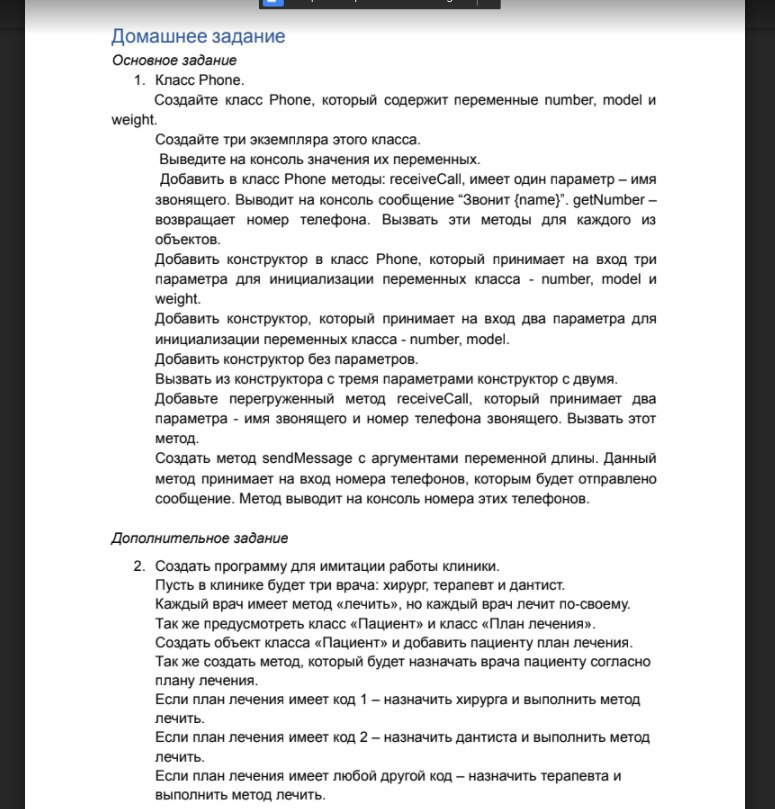 Домашнее задание
Основное задание
1. Класс Phone.
Создайте класс Phone, который содержит переменные number, model и
weight.
Создайте три экземпляра этого класса.
Выведите на консоль значения их переменных.
Добавить в класс Phone методы: receiveCall, имеет один параметр – имя
звонящего. Выводит на консоль сообщение “Звонит {name}”. getNumber –
возвращает номер телефона. Вызвать эти методы для каждого из
объектов.
Добавить конструктор в класс Phone, который принимает на вход три
параметра для инициализации переменных класса - number, model и
weight.
Добавить конструктор, который принимает на вход два параметра для
инициализации переменных класса - number, model.
Добавить конструктор без параметров.
Вызвать из конструктора с тремя параметрами конструктор с двумя.
Добавьте перегруженный метод receiveCall, который принимает два
параметра - имя звонящего и номер телефона звонящего. Вызвать этот
метод.
Создать метод sendMessage с аргументами переменной длины. Данный
метод принимает на вход номера телефонов, которым будет отправлено
сообщение. Метод выводит на консоль номера этих телефонов.
Дополнительное задание
2. Создать программу для имитации работы клиники.
Пусть в клинике будет три врача: хирург, терапевт и дантист.
Каждый врач имеет метод «лечить», но каждый врач лечит по-своему.
Так же предусмотреть класс «Пациент» и класс «План лечения».
Создать объект класса «Пациент» и добавить пациенту план лечения.
Так же создать метод, который будет назначать врача пациенту согласно
плану лечения.
Если план лечения имеет код 1 – назначить хирурга и выполнить метод
лечить.
Если план лечения имеет код 2 – назначить дантиста и выполнить метод
лечить.
Если план лечения имеет любой другой код – назначить терапевта и
выполнить метод лечить.